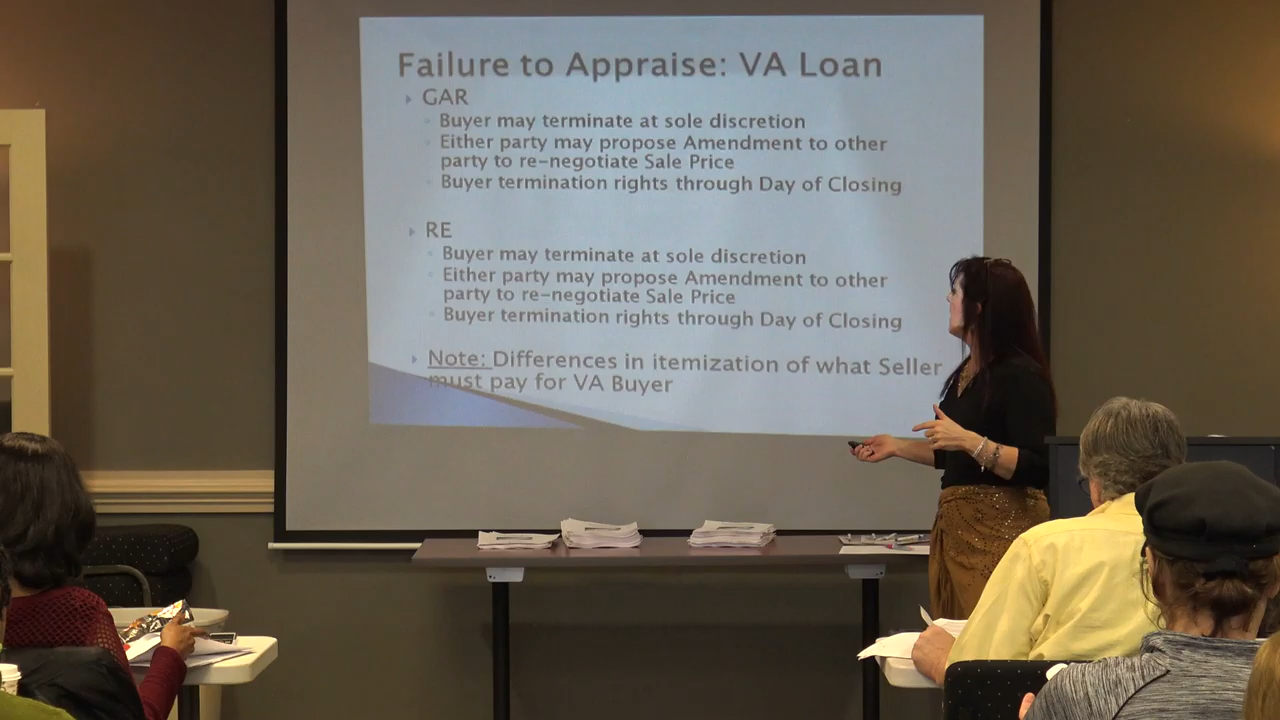 Failure to Appraise: VA Loan
GAR
Buyer may terminate at sole discretion
Either party may propose Amendment to other
party to re-negotiate Sale Price
Buyer termination rights through Day of Closing
RE
Buyer may terminate at sole discretion
Either party may propose Amendment to other
party to re-negotiate Sale Price
Buyer termination rights through Day of Closing
Note: Differences in itemization of what Seller
must pay for VA Buyer